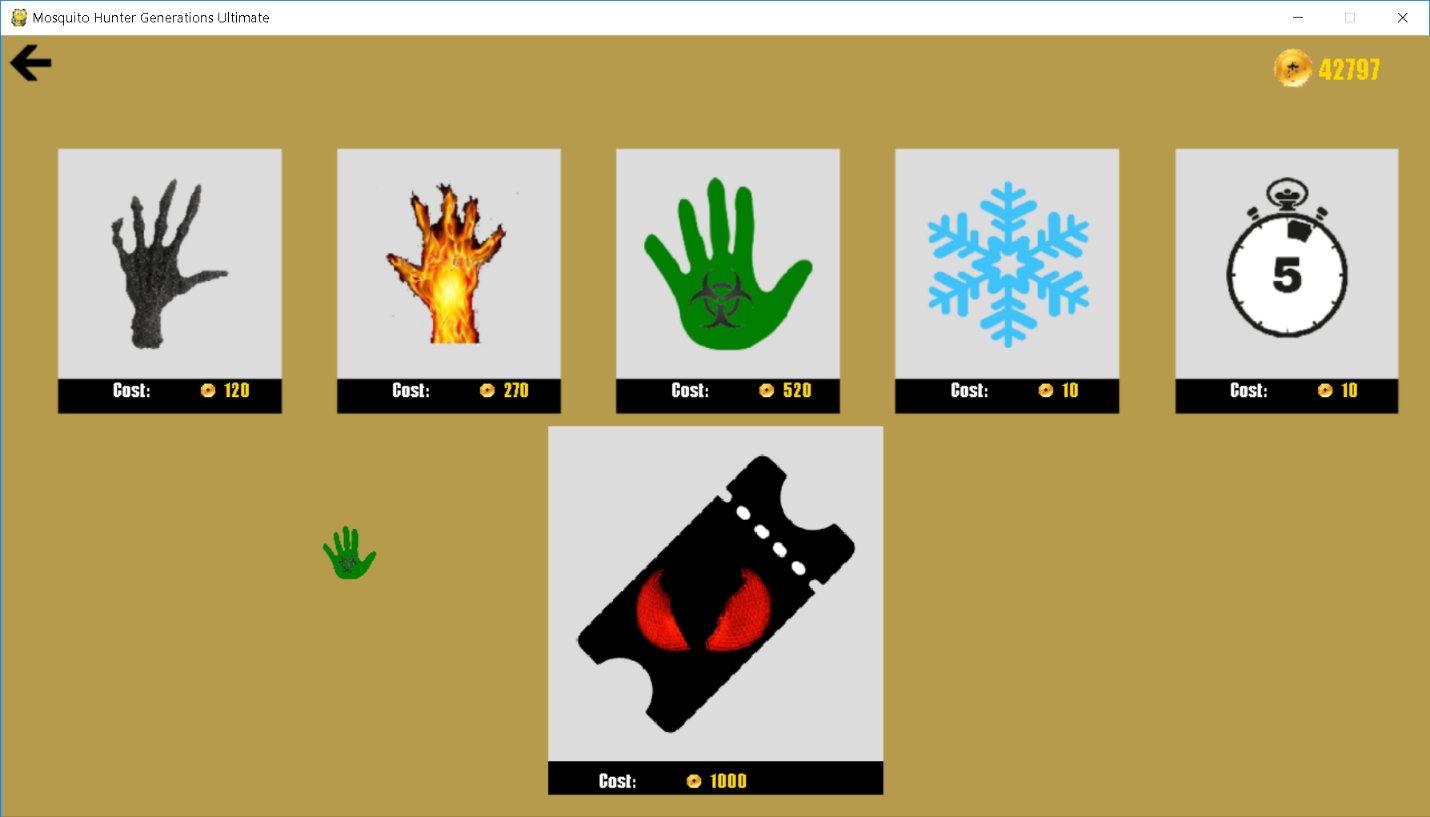 Mosquito Hunter Generations Ultimate
42797
5
Cost: 120
Cost: 270
Cost: 520
Cost: 10
Cost: 10
Cost: 1000